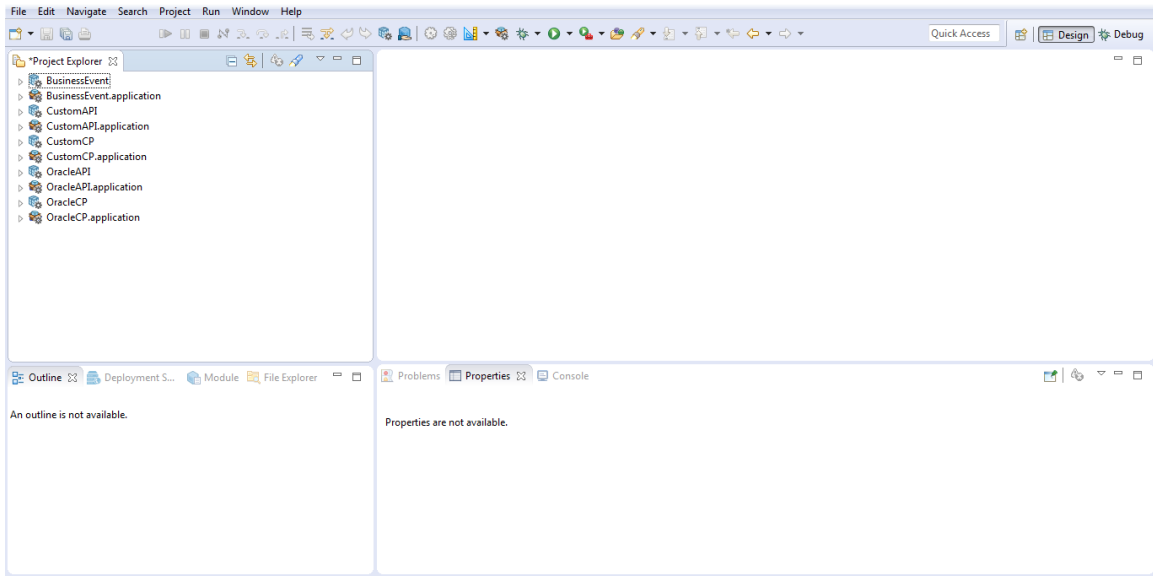 File Edit Navigate Search Project Run Window Help
Quick Access Design Debug
*Project Explorer
BusinessEvent
BusinessEvent.application
CustomAPI
CustomAPI.application
CustomCP
CustomCP.application
OracleAPI
OracleAPI.application
OracleCP
OracleCP.application
Outline Deployment S... Module File Explorer
An outline is not available.
Problems Properties Console
Properties are not available.